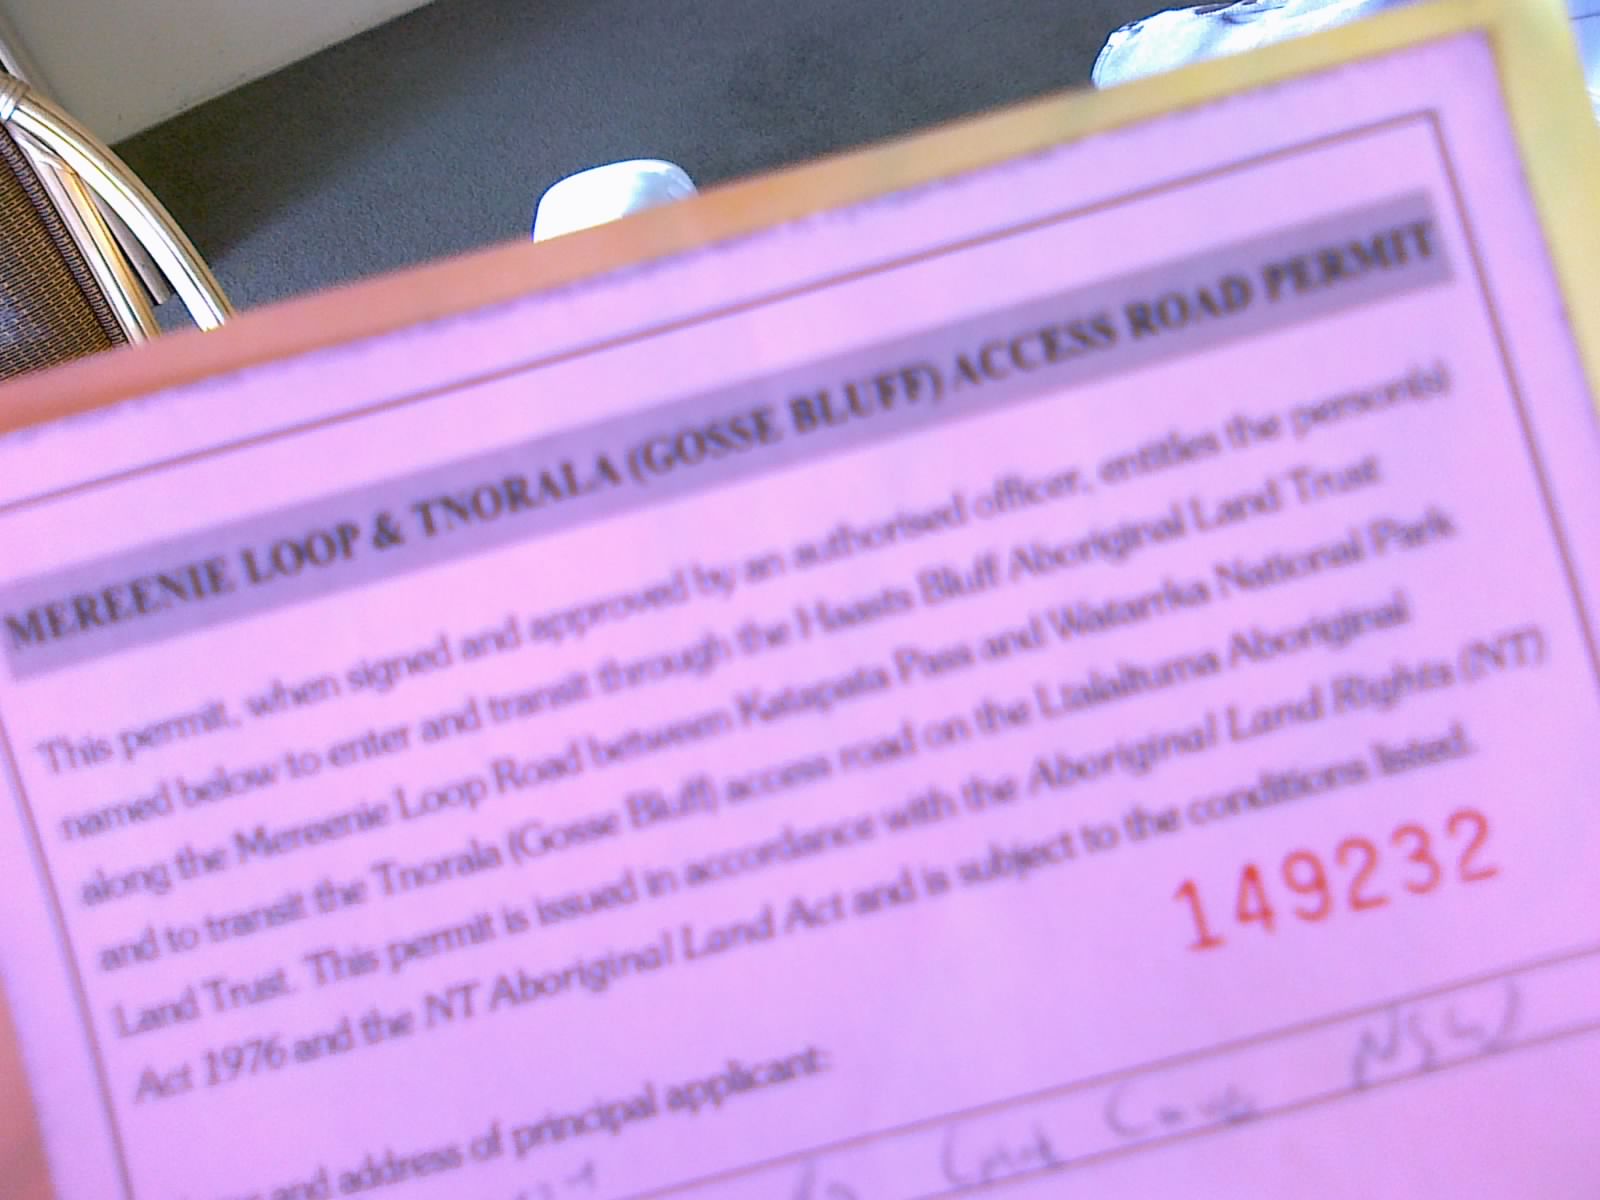 MEREENIE LOOP & TNORALA (GOSSE BLUFF) ACCESS ROAD PERMIT
This permit, when signed and approved by an authorised officer, entitles the person(s)
named below to enter and transit through the Haasts Bluff Aboriginal Land Trust
along the Mereenie Loop Road between Katapata Pass and Watarrka National Park
and to transit the Tnorala (Gosse Bluff) access road on the Ltalaltuma Aboriginal
Land Trust. This permit is issued in accordance with the Aboriginal Land Rights (NT)
Act 1976 and the NT Aboriginal Land Act and is subject to the conditions listed.
149232
and address of principal applicant:
NSW